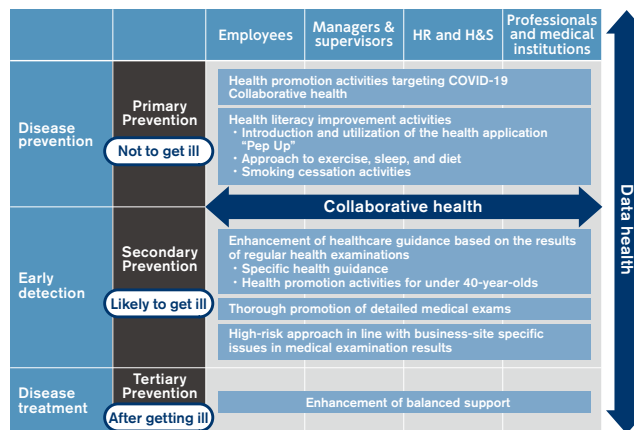 Employees
Managers &
supervisors
HR and H&S
Professionals
and medical
institutions
Disease
prevention
Primary
Prevention
Not to get ill
Health promotion activities targeting COVID-19
Collaborative health
Health literacy improvement activities
・Introduction and utilization of the health application
“Pep Up”
・Approach to exercise, sleep, and diet
・Smoking cessation activities
Collaborative health
Early
detection
Secondary
Prevention
Likely to get ill
Enhancement of healthcare guidance based on the results
of regular health examinations
・Specific health guidance
・Health promotion activities for under 40-year-olds
Thorough promotion of detailed medical exams
High-risk approach in line with business-site specific
issues in medical examination results
Disease
treatment
Tertiary
Prevention
After getting ill
Enhancement of balanced support
Data health